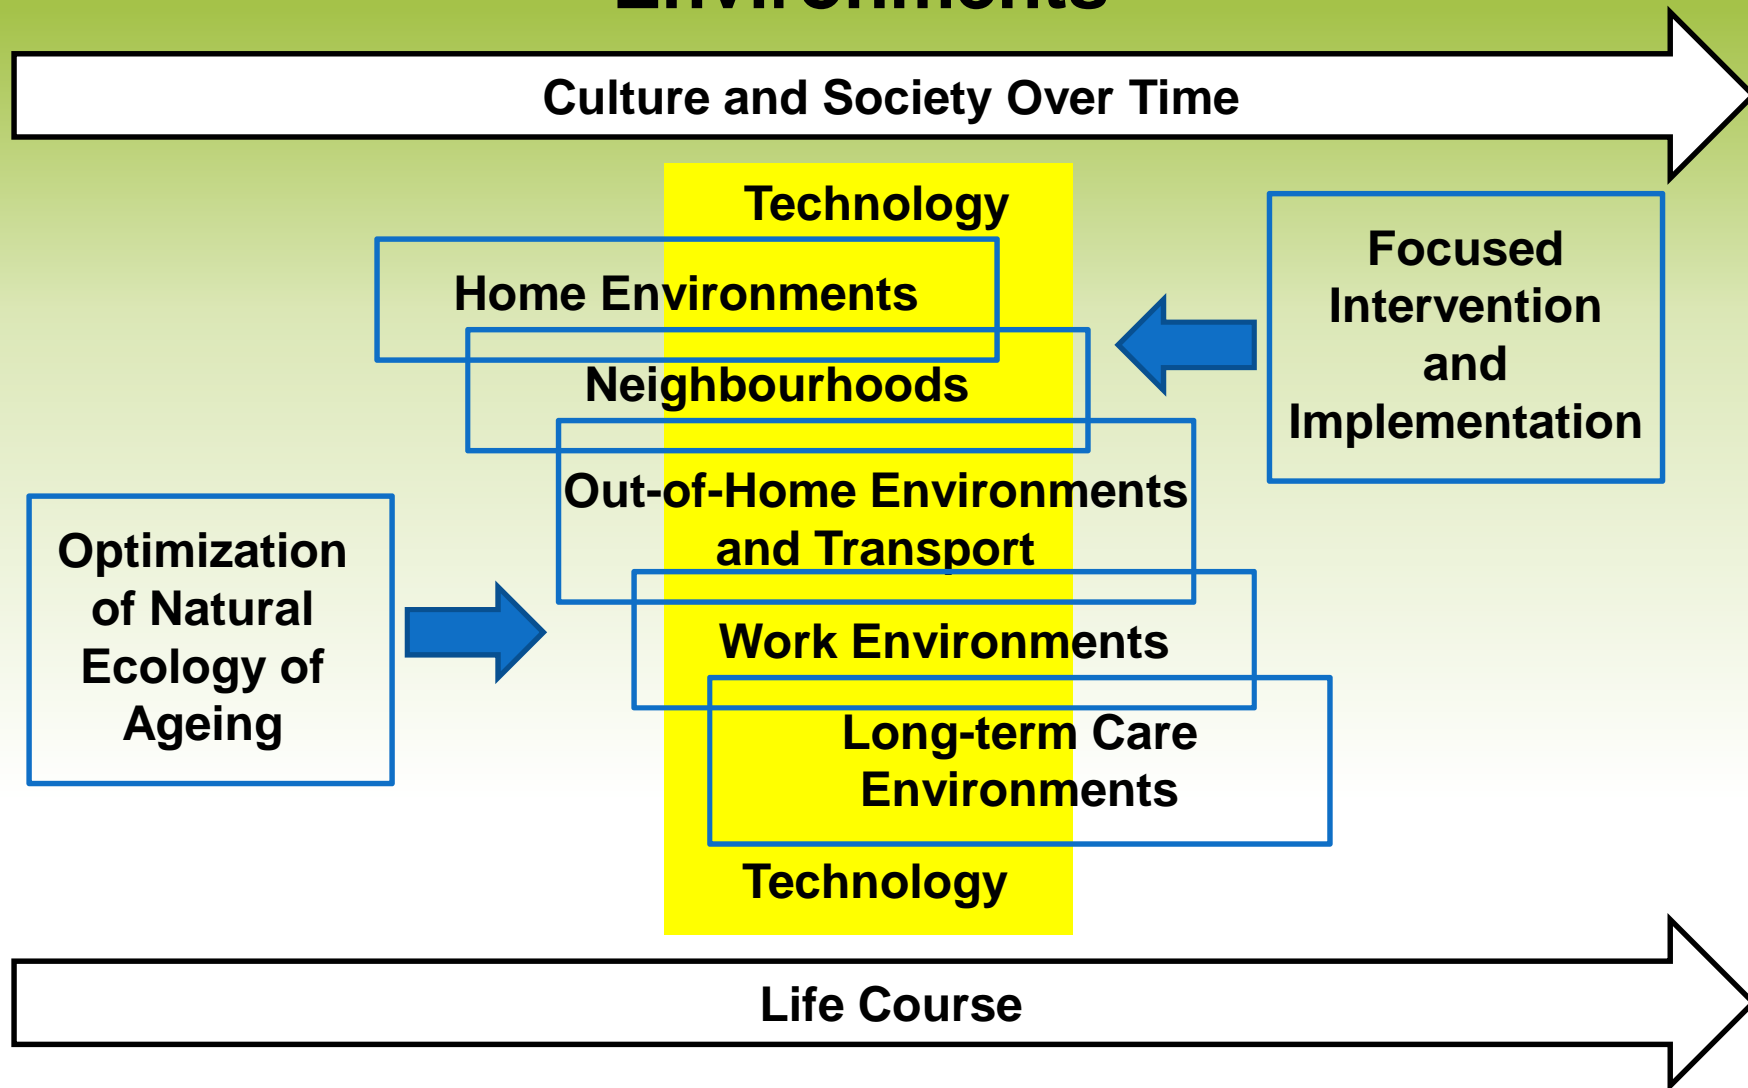 Environments
Culture and Society Over Time
Technology
Home Environments
Neighbourhoods
Out-of-Home Environments
and Transport
Work Environments
Long-term Care
Environments
Technology
Focused
Intervention
and
Implementation
Optimization
of Natural
Ecology of
Ageing
Life Course